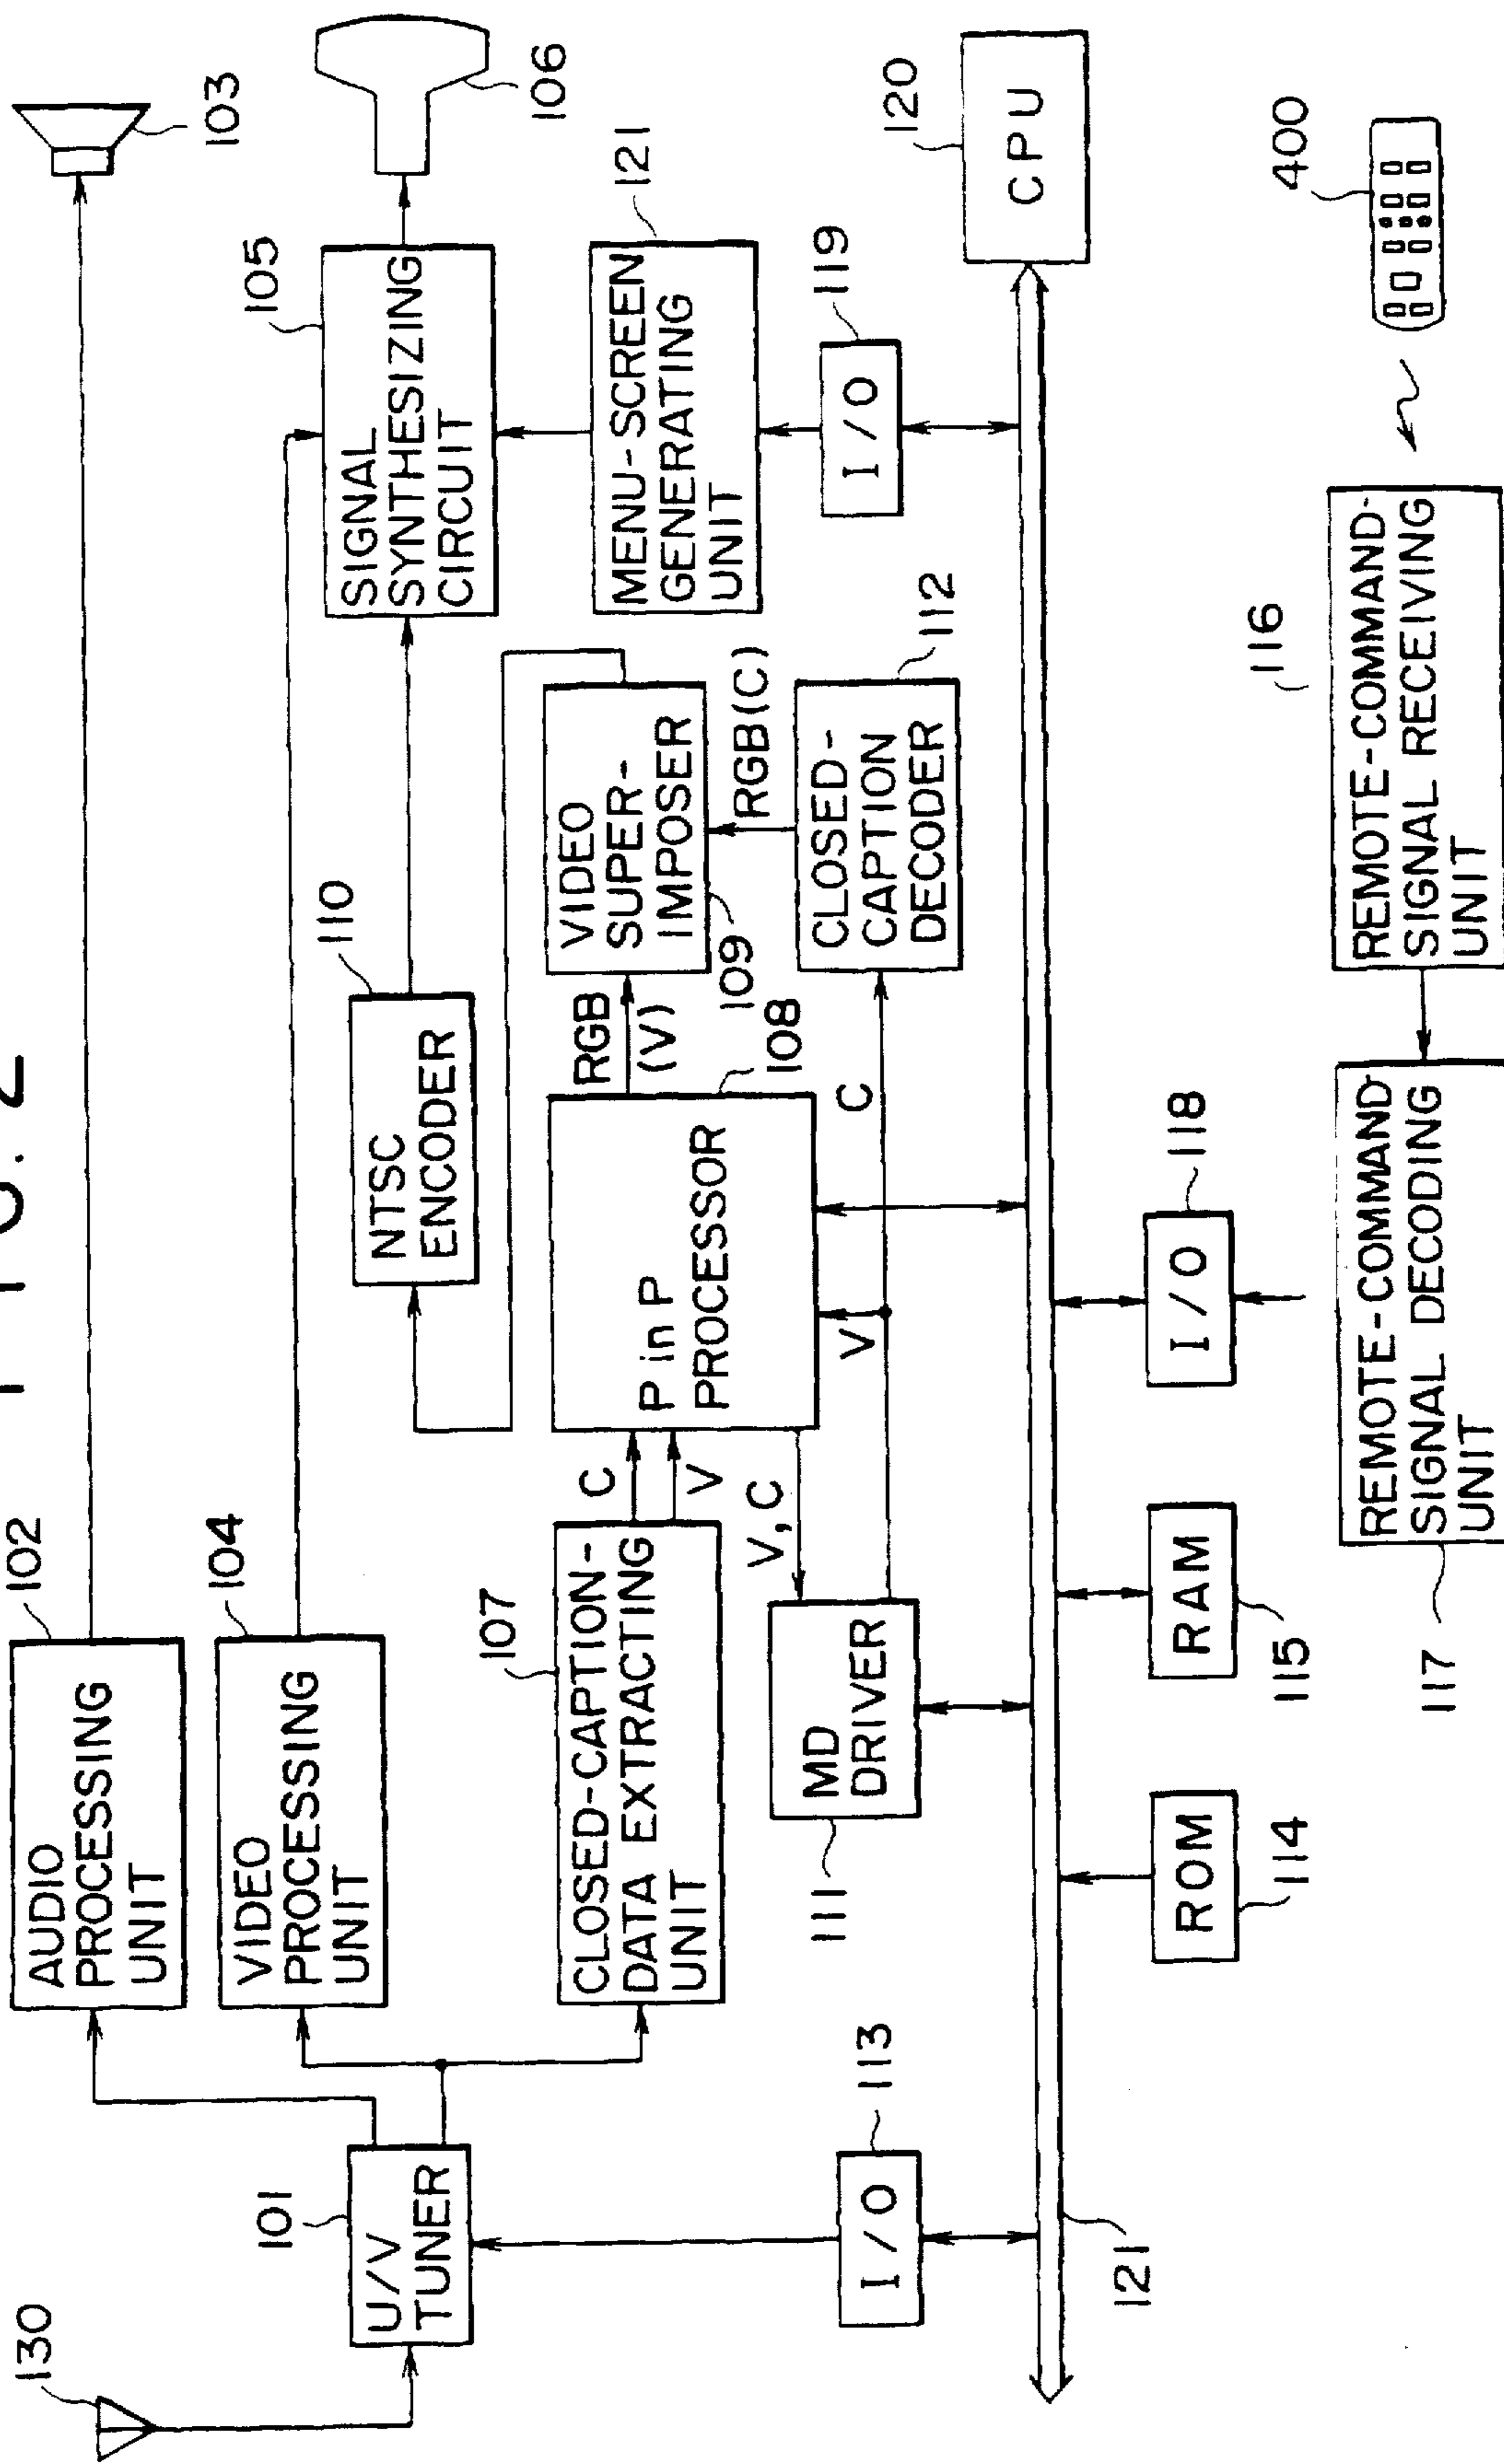 FIG. 2
130
101
U/V
TUNER
102
AUDIO
PROCESSING
UNIT
103
104
VIDEO
PROCESSING
UNIT
105
SIGNAL
SYNTHESIZING
CIRCUIT
106
107
CLOSED-CAPTION-
DATA EXTRACTING
UNIT
C
V
V,C
110
NTSC
ENCODER
P in P
PROCESSOR
108
RGB
(V)
VIDEO
SUPER-
IMPOSER
109
RGB(C)
MENU-SCREEN
GENERATING
UNIT
121
MD
DRIVER
111
V
C
CLOSED-
CAPTION
DECODER
112
I/O
113
I/O
119
CPU
120
121
ROM
114
RAM
115
I/O
118
REMOTE-COMMAND-
SIGNAL DECODING
UNIT
117
REMOTE-COMMAND-
SIGNAL RECEIVING
UNIT
116
400